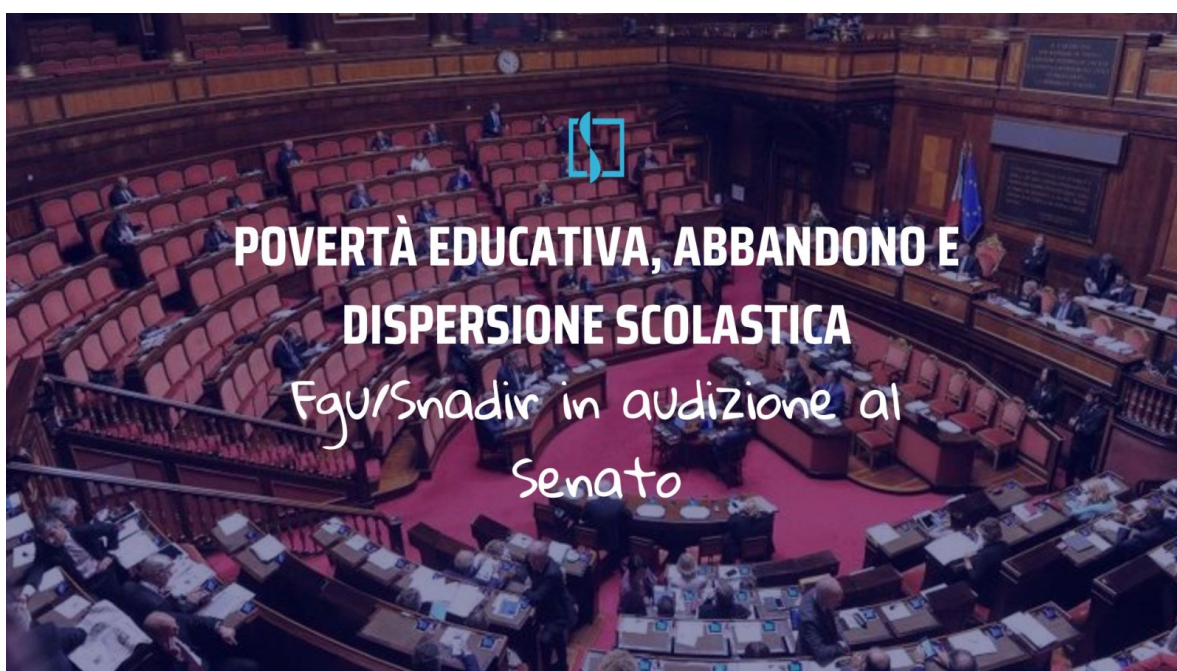 POVERTÀ EDUCATIVA, ABBANDONO E
DISPERSIONE SCOLASTICA
Fgu/Snadir in audizione al
Senato